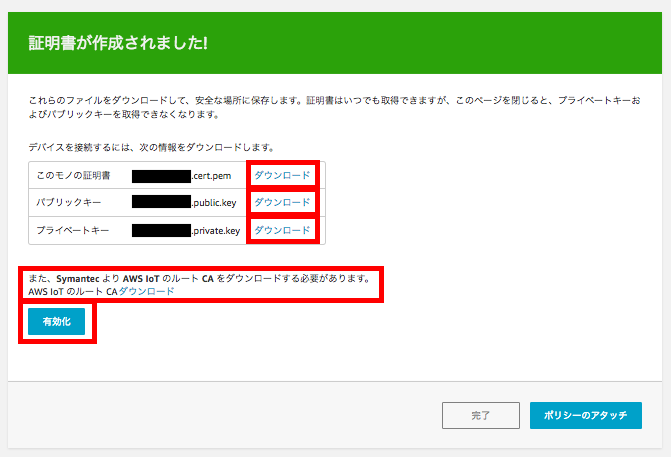 証明書が作成されました!
これらのファイルをダウンロードして、安全な場所に保存します。証明書はいつでも取得できますが、このページを閉じると、プライベートキーお
よびパブリックキーを取得できなくなります。
デバイスを接続するには、次の情報をダウンロードします。
このモノの証明書 .cert.pem ダウンロード
パブリックキー .public.key ダウンロード
プライベートキー .private.key ダウンロード
また、Symantec より AWS IoT のルート CA をダウンロードする必要があります。
AWS IoT のルート CAダウンロード
有効化
完了 ポリシーのアタッチ